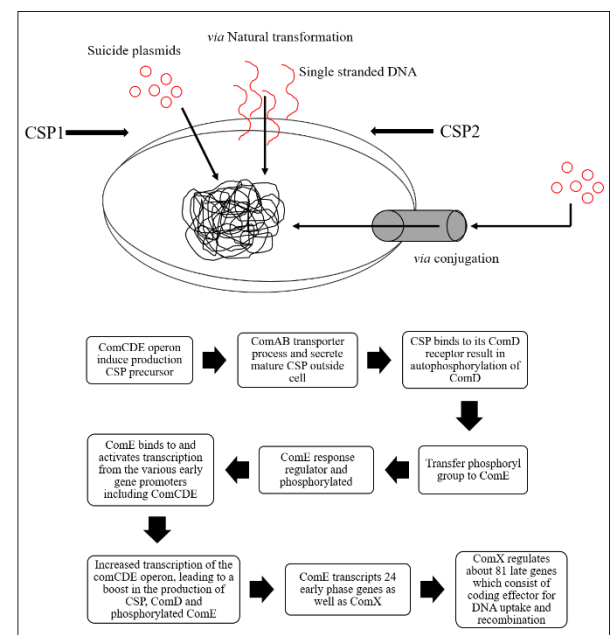 via Natural transformation
Suicide plasmids
Single stranded DNA
CSP1
CSP2
via conjugation
ComCDE operon
induce production
CSP precursor
ComAB transporter
process and secrete
mature CSP outside
cell
CSP binds to its ComD
receptor result in
autophosphorylation of
ComD
Transfer phosphoryl
group to ComE
ComE response
regulator and
phosphorylated
ComE binds to and
activates transcription
from the various early
gene promoters
including ComCDE
Increased transcription of the
comCDE operon, leading to a
boost in the production of
CSP, ComD and
phosphorylated ComE
ComE transcripts 24
early phase genes as
well as ComX
ComX regulates
about 81 late genes
which consist of
coding effector for
DNA uptake and
recombination